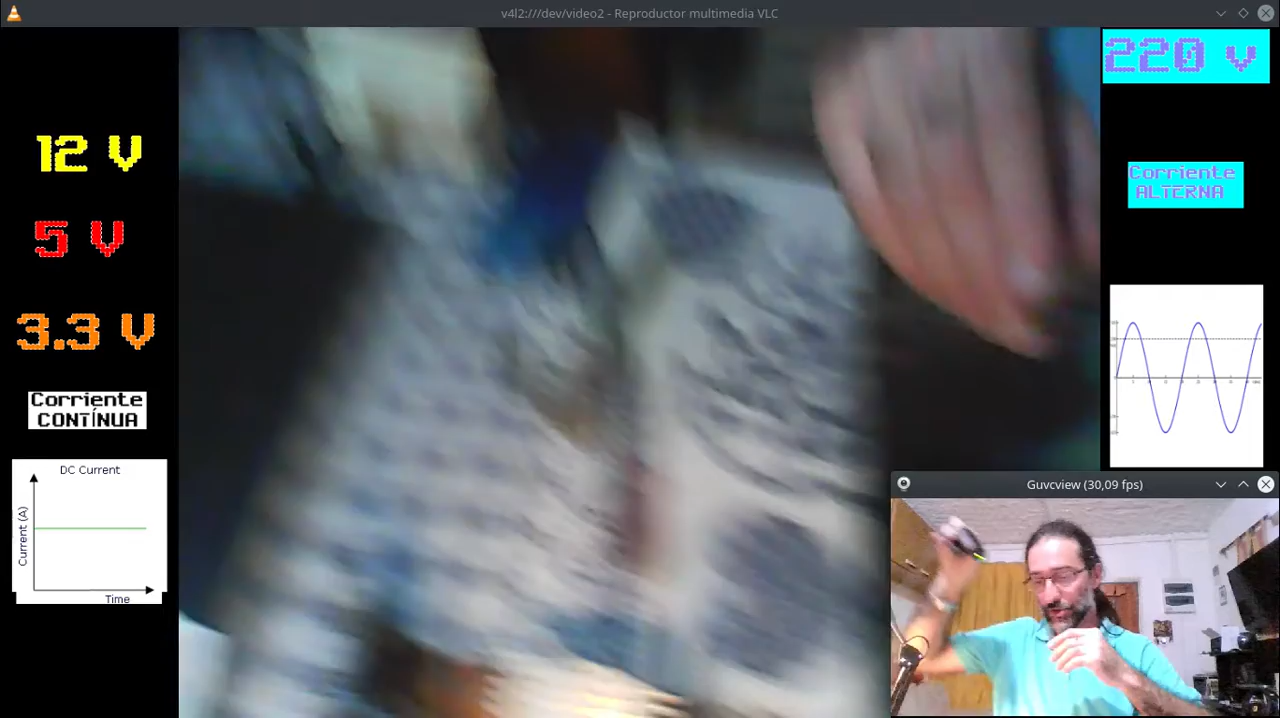 v4l2:///dev/video2 - Reproductor multimedia VLC
220 v
12 V
Corriente
ALTERNA
5 V
3.3 V
Corriente
CONTÍNUA
DC Current
Current (A)
Time
Guvcview (30,09 fps)